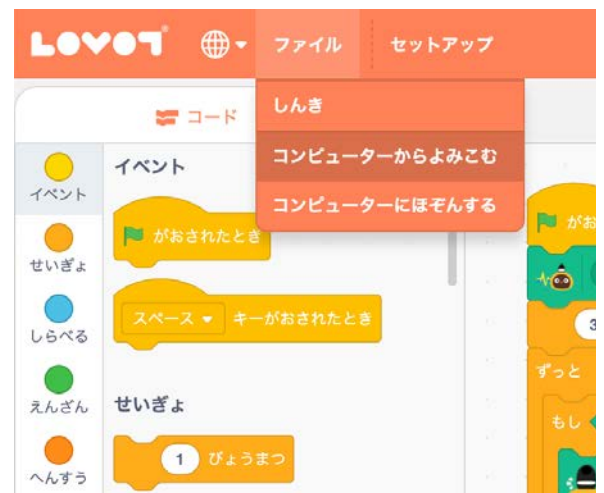 LOVOT
ファイル
セットアップ
しんき
コンピューターからよみこむ
コンピューターにほぞんする
コード
イベント
せいぎょ
しらべる
えんざん
へんすう
イベント
がおされたとき
スペース キーがおされたとき
せいぎょ
1 びょうまつ
がお
3
ずっと
もし